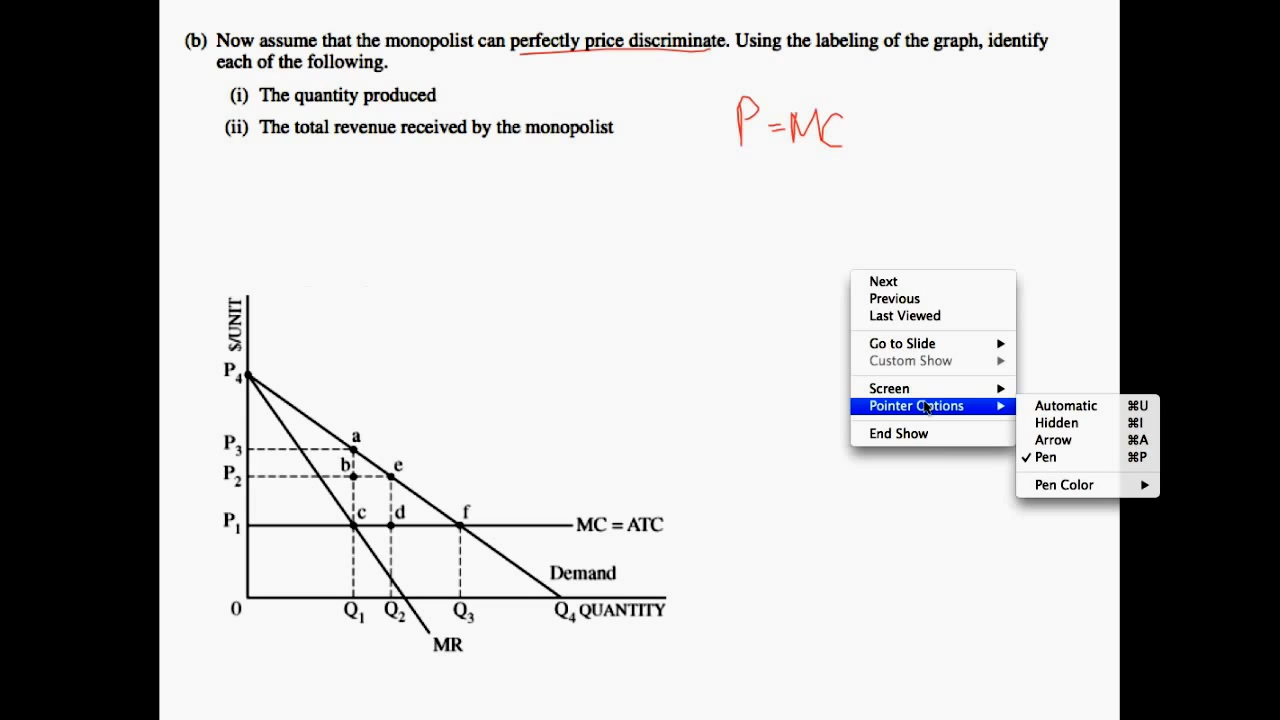 (b) Now assume that the monopolist can perfectly price discriminate. Using the labeling of the graph, identify
each of the following.
(i) The quantity produced
(ii) The total revenue received by the monopolist
P = MC
Next
Previous
Last Viewed
Go to Slide
Custom Show
Screen
Pointer Options
End Show
Automatic ⌘U
Hidden ⌘I
Arrow ⌘A
✓ Pen ⌘P
Pen Color
$/UNIT
P4
P3
P2
P1
a
b
e
c
d
f
MC = ATC
Demand
0
Q1
Q2
Q3
Q4
QUANTITY
MR